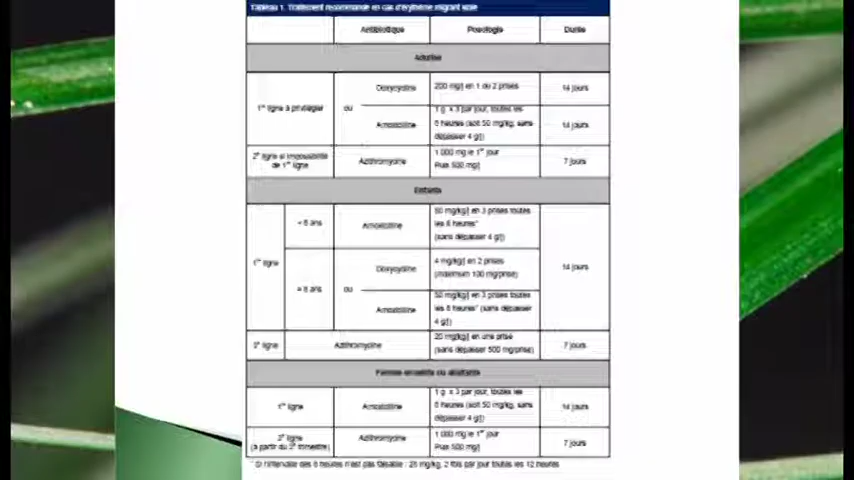 Tableau 1. Traitement recommandé en cas d'érythème migrant isolé
Antibiotique
Posologie
Durée
Adultes
1re ligne à privilégier
ou
Doxycycline
200 mg/j en 1 ou 2 prises
14 jours
Amoxicilline
1 g x 3 par jour, toutes les
8 heures (soit 50 mg/kg, sans
dépasser 4 g/j)
14 jours
2e ligne si impossibilité
de 1re ligne
Azithromycine
1 000 mg le 1er jour
Puis 500 mg/j
7 jours
Enfants
1re ligne
< 8 ans
Amoxicilline
50 mg/kg/j en 3 prises toutes
les 8 heures*
(sans dépasser 4 g/j)
14 jours
ou
Doxycycline
4 mg/kg/j en 2 prises
(maximum 100 mg/prise)
8 ans
Amoxicilline
50 mg/kg/j en 3 prises toutes
les 8 heures* (sans dépasser
4 g/j)
2e ligne
Azithromycine
20 mg/kg/j en une prise
(sans dépasser 500 mg/prise)
7 jours
Femme enceinte ou allaitante
1re ligne
Amoxicilline
1 g x 3 par jour, toutes les
8 heures (soit 50 mg/kg, sans
dépasser 4 g/j)
14 jours
2e ligne
(à partir du 2e trimestre)
Azithromycine
1 000 mg le 1er jour
Puis 500 mg/j
7 jours
* Si l'intervalle des 8 heures n'est pas faisable : 25 mg/kg, 2 fois par jour toutes les 12 heures